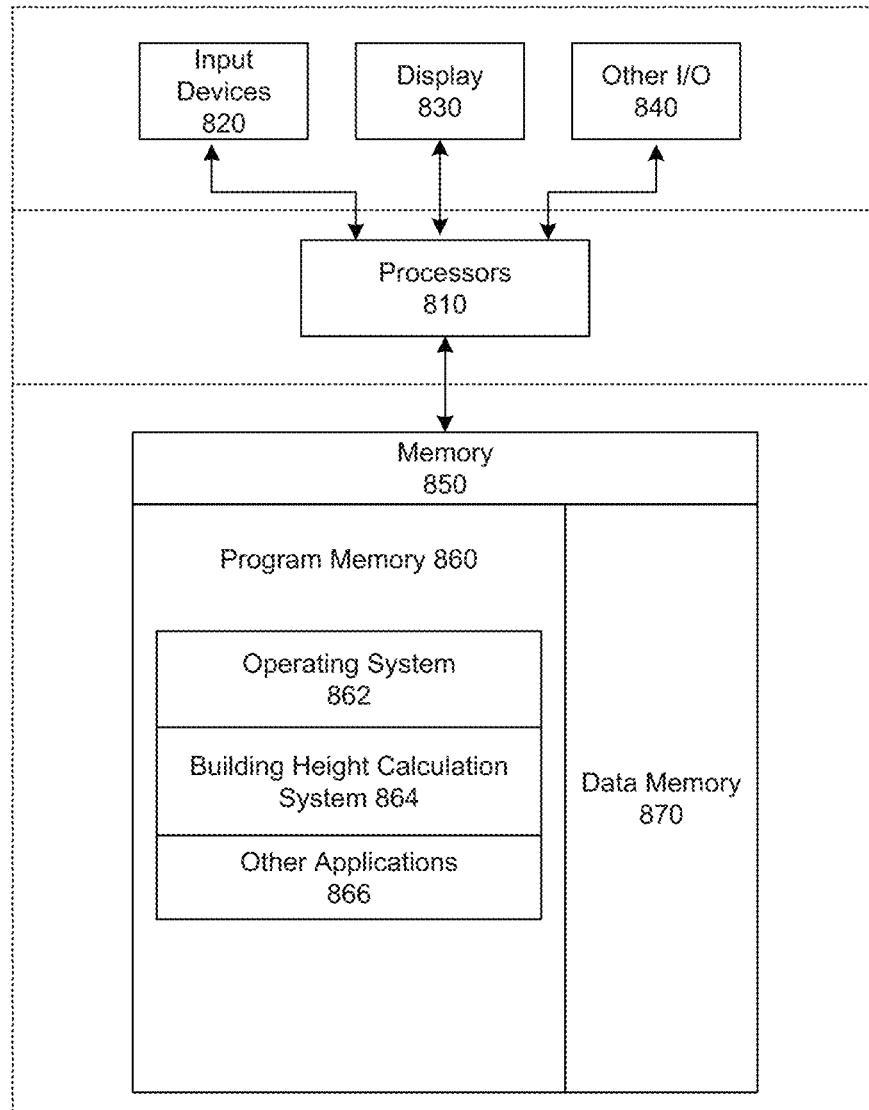 Input
Devices
820
Display
830
Other I/O
840
Processors
810
Memory
850
Program Memory 860
Operating System
862
Building Height Calculation
System 864
Other Applications
866
Data Memory
870